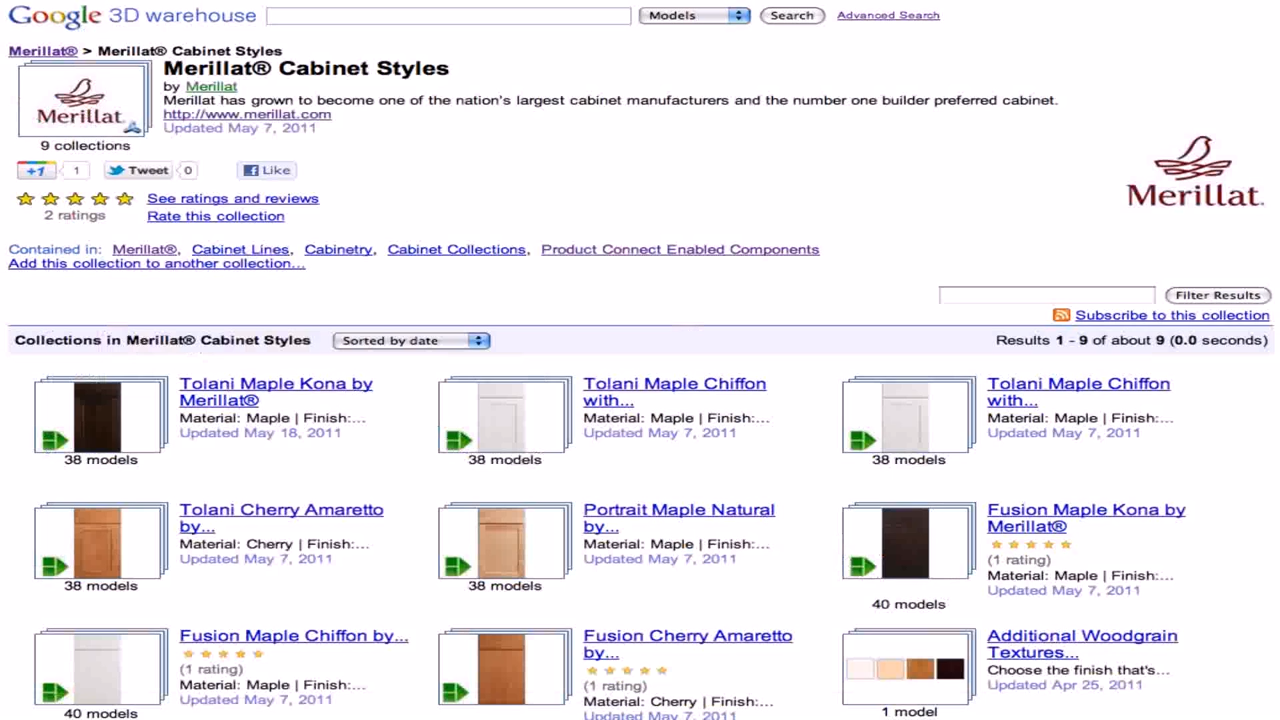 Google 3D warehouse Models Search Advanced Search
Merillat® > Merillat® Cabinet Styles
Merillat® Cabinet Styles
by Merillat
Merillat has grown to become one of the nation's largest cabinet manufacturers and the number one builder preferred cabinet.
http://www.merillat.com
Updated May 7, 2011
Merillat
9 collections
+1 1 Tweet 0 Like
See ratings and reviews
2 ratings Rate this collection
Merillat.
Contained in: Merillat®, Cabinet Lines, Cabinetry, Cabinet Collections, Product Connect Enabled Components
Add this collection to another collection...
Filter Results
Subscribe to this collection
Collections in Merillat® Cabinet Styles Sorted by date Results 1 - 9 of about 9 (0.0 seconds)
Tolani Maple Kona by
Merillat®
Material: Maple | Finish:...
Updated May 18, 2011
38 models
Tolani Maple Chiffon
with...
Material: Maple | Finish:...
Updated May 7, 2011
38 models
Tolani Maple Chiffon
with...
Material: Maple | Finish:...
Updated May 7, 2011
38 models
Tolani Cherry Amaretto
by...
Material: Cherry | Finish:...
Updated May 7, 2011
38 models
Portrait Maple Natural
by...
Material: Maple | Finish:...
Updated May 7, 2011
38 models
Fusion Maple Kona by
Merillat®
(1 rating)
Material: Maple | Finish:...
Updated May 7, 2011
40 models
Fusion Maple Chiffon by...
(1 rating)
Material: Maple | Finish:...
Updated May 7, 2011
40 models
Fusion Cherry Amaretto
by...
(1 rating)
Material: Cherry | Finish:...
Updated May 7, 2011
Additional Woodgrain
Textures...
Choose the finish that's...
Updated Apr 25, 2011
1 model